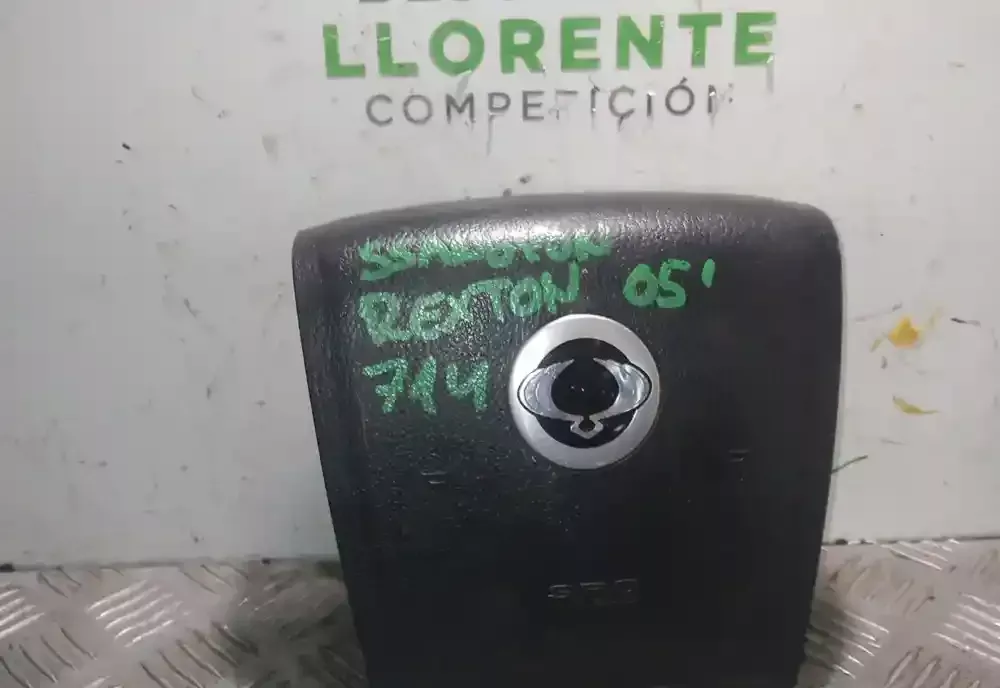 LLORENTE
COMPETICIÓN
REXTON 05'
714
SRS